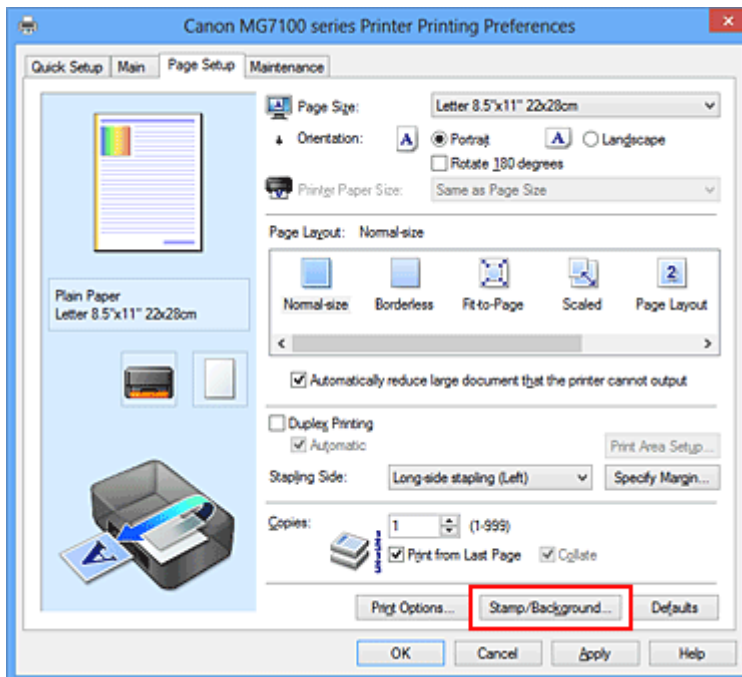 Canon MG7100 series Printer Printing Preferences
Quick Setup Main Page Setup Maintenance
Page Size: Letter 8.5"x11" 22x28cm
Orientation: A Portrait A Landscape
Rotate 180 degrees
Printer Paper Size: Same as Page Size
Page Layout: Normal-size
2
Normal-size Borderless Fit-to-Page Scaled Page Layout
Plain Paper
Letter 8.5"x11" 22x28cm
Automatically reduce large document that the printer cannot output
Duplex Printing
Automatic Print Area Setup...
Stapling Side: Long-side stapling (Left) Specify Margin...
Copies: 1 (1-999)
Print from Last Page Collate
A
Print Options... Stamp/Background... Defaults
OK Cancel Apply Help